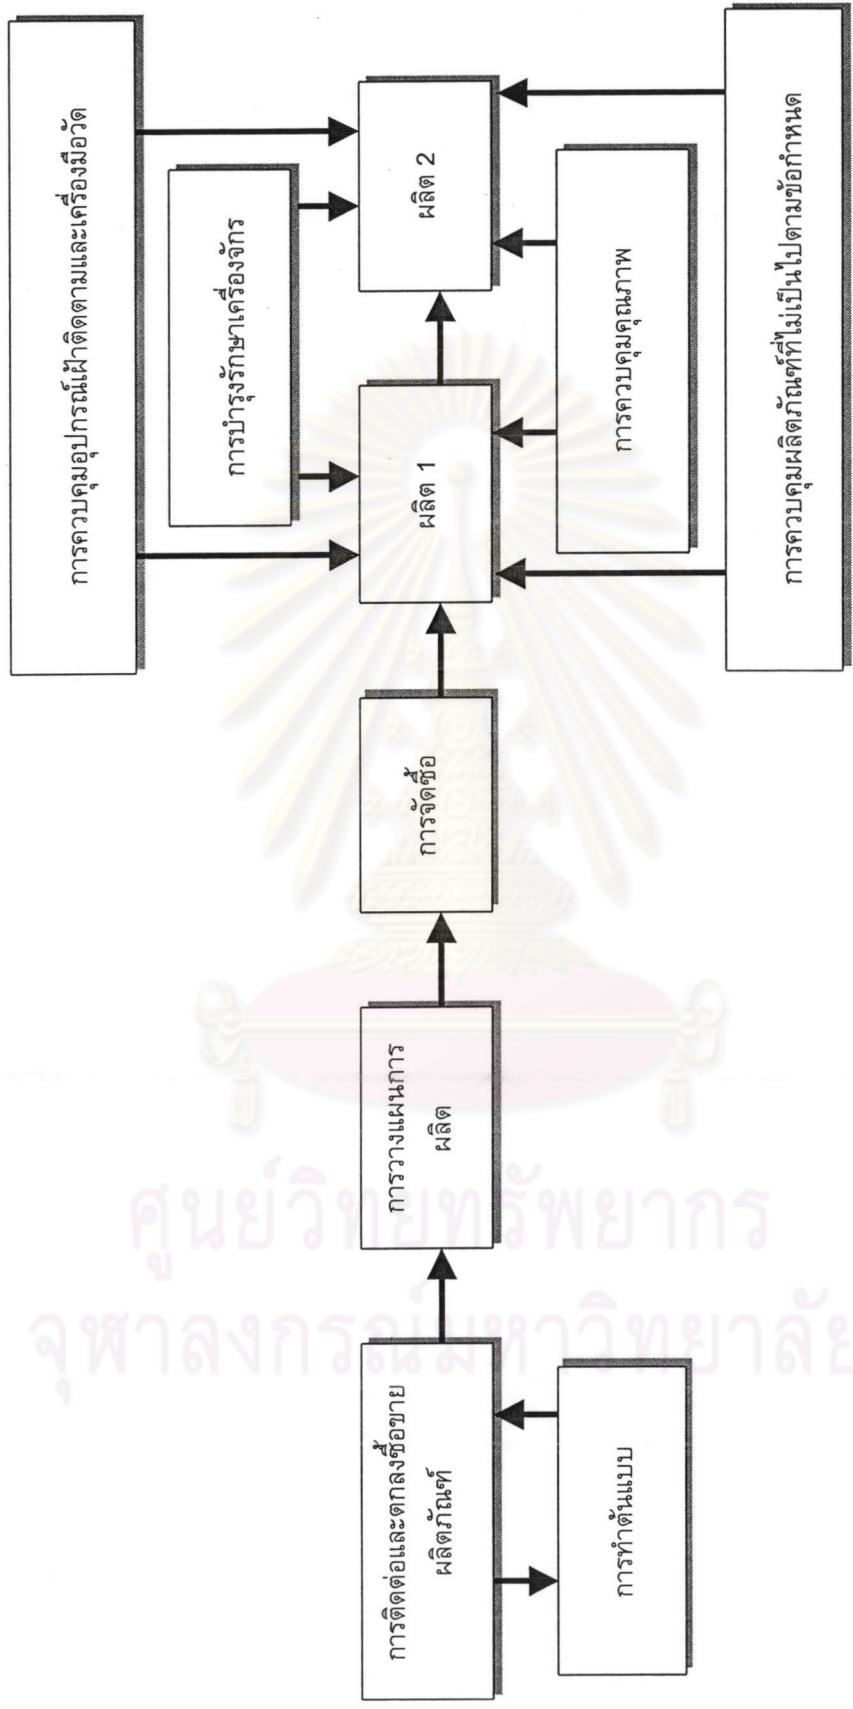 การควบคุมอุปกรณ์เฝ้าติดตามและเครื่องมือวัด
การบำรุงรักษาเครื่องจักร
การติดต่อและตกลงซื้อขาย
ผลิตภัณฑ์
การวางแผนการ
ผลิต
การจัดซื้อ
ผลิต 1
ผลิต 2
การทำต้นแบบ
การควบคุมคุณภาพ
การควบคุมผลิตภัณฑ์ที่ไม่เป็นไปตามข้อกำหนด
ศูนย์วิทยทรัพยากร
จุฬาลงกรณ์มหาวิทยาลัย